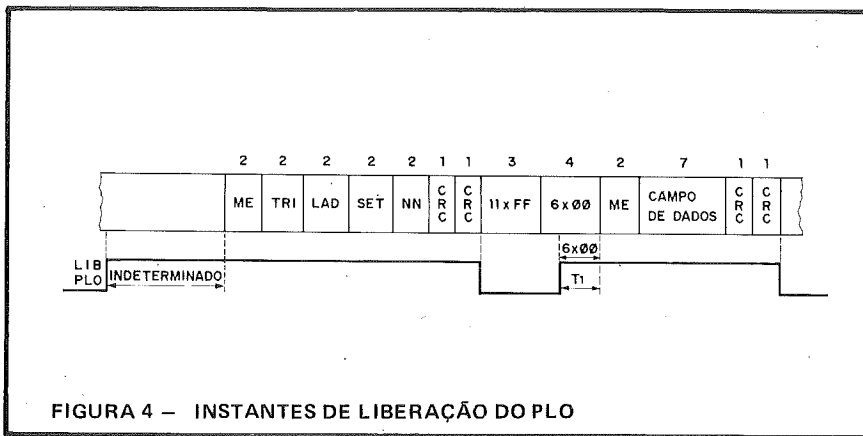 2 2 2 2 2 1 1 3 4 2 7 1 1
ME TRI LAD SET NN CRC CRC 11xFF 6xØØ ME CAMPO DE DADOS CRC CRC
6xØØ
LIB PLO INDETERMINADO T1
FIGURA 4 — INSTANTES DE LIBERAÇÃO DO PLO